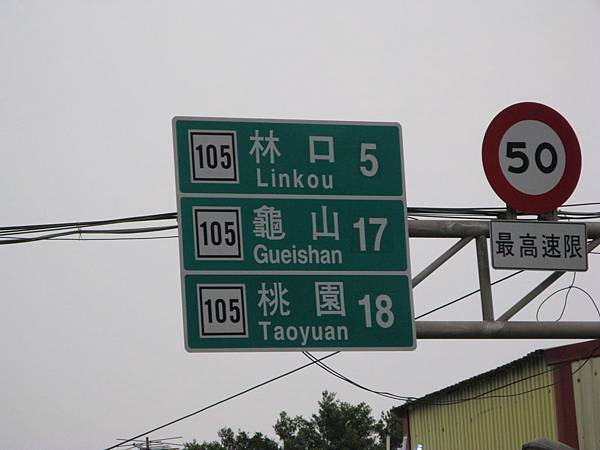 105 林口 5
Linkou
105 龜山 17
Gueishan
105 桃園 18
Taoyuan
50
最高速限